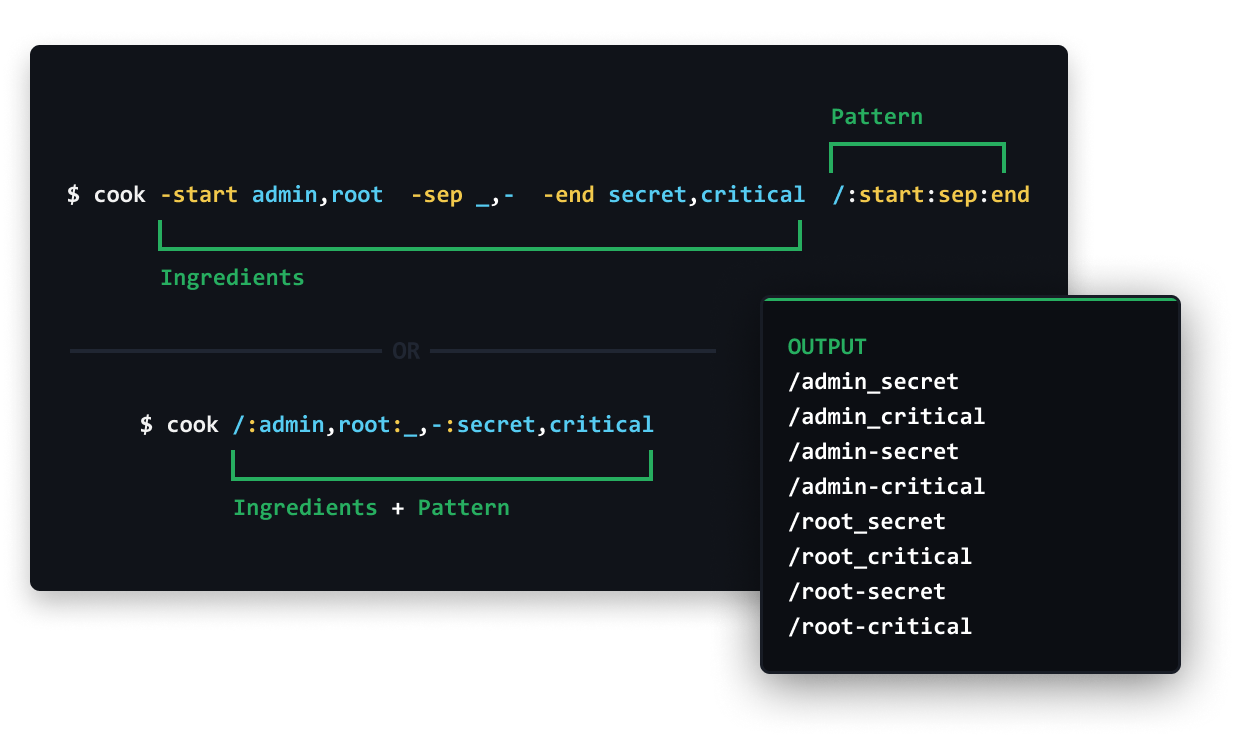 Pattern
$ cook -start admin,root  -sep _,-  -end secret,critical  /:start:sep:end
Ingredients
OR
$ cook /:admin,root:_,-:secret,critical
Ingredients + Pattern
OUTPUT
/admin_secret
/admin_critical
/admin-secret
/admin-critical
/root_secret
/root_critical
/root-secret
/root-critical